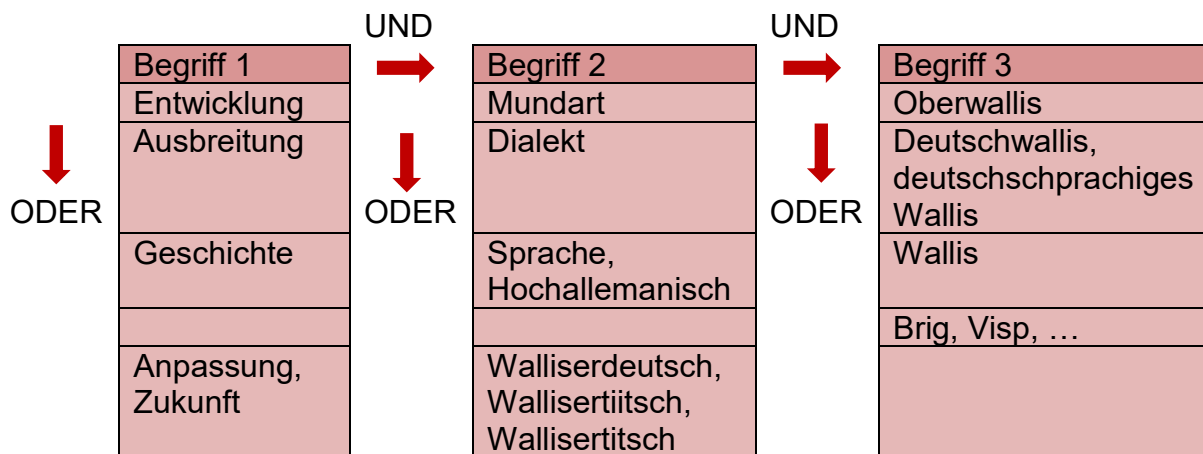 UND UND
Begriff 1 Begriff 2 Begriff 3
Entwicklung Mundart Oberwallis
Ausbreitung Dialekt Deutschwallis,
deutschschprachiges
ODER ODER ODER Wallis
Geschichte Sprache, Wallis
Hochallemanisch
Brig, Visp, …
Anpassung, Walliserdeutsch,
Zukunft Wallisertiitsch,
Wallisertitsch